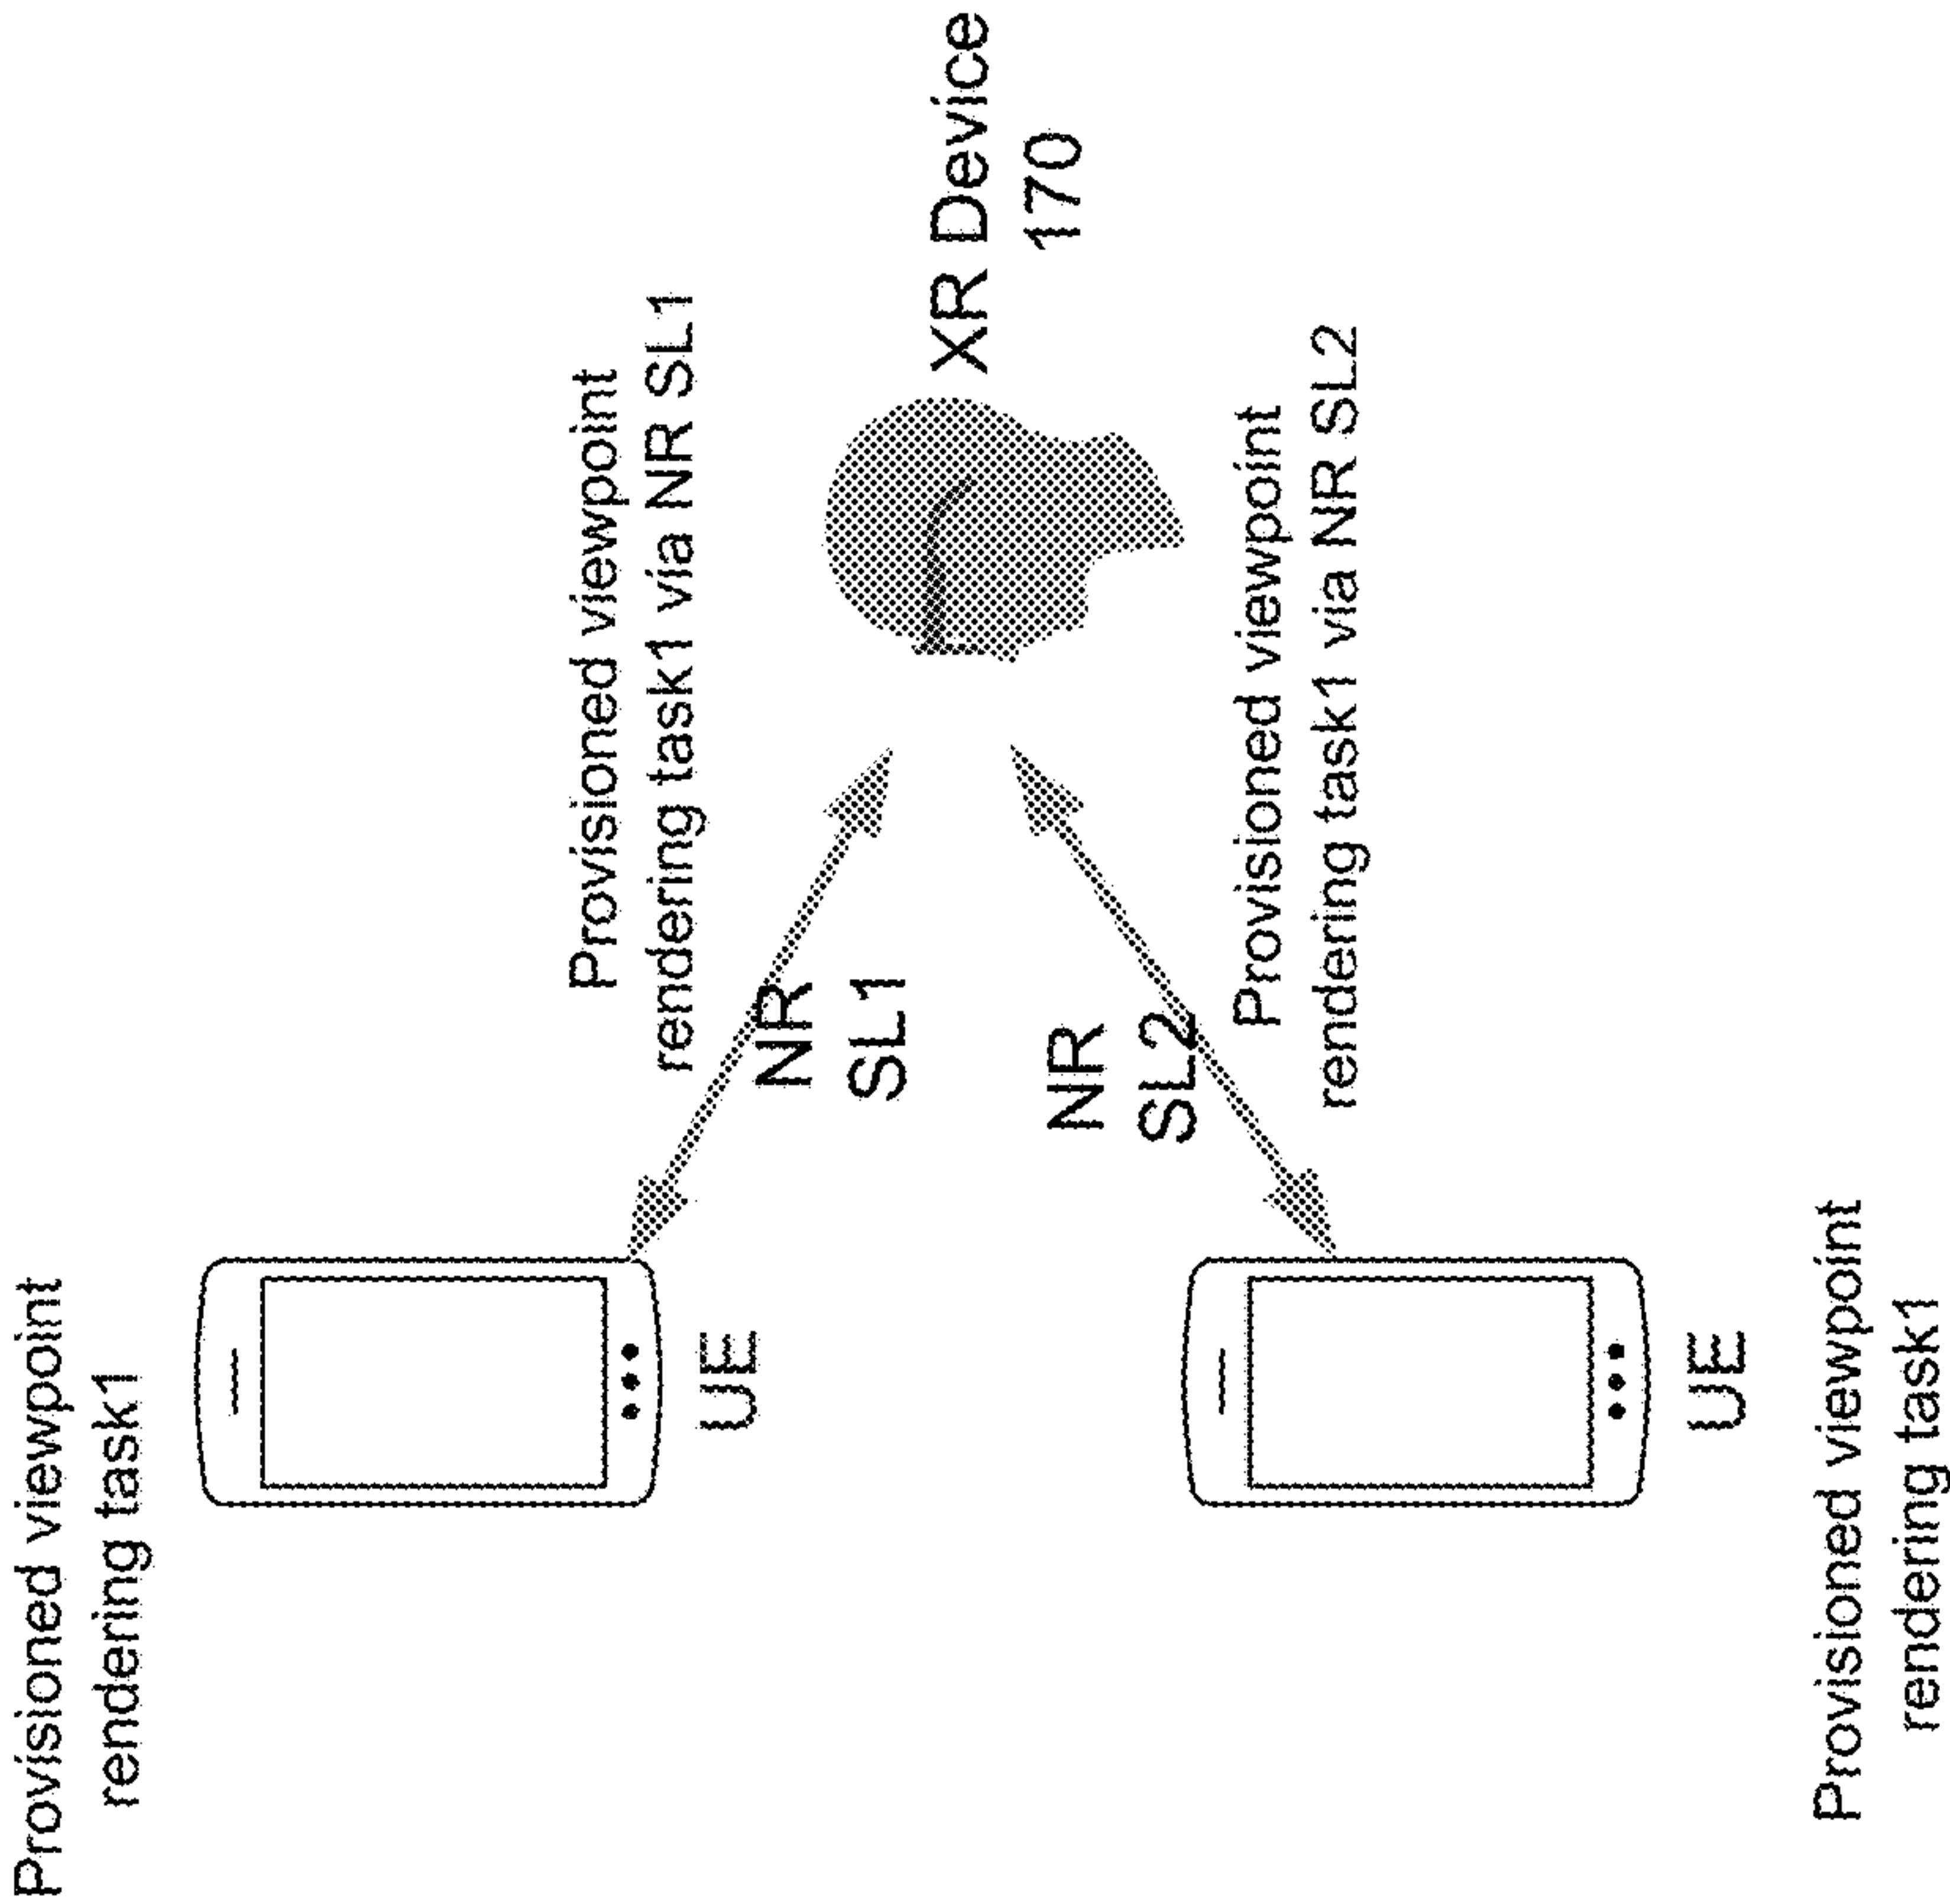 Provisioned viewpoint
rendering task1
UE
Provisioned viewpoint
rendering task1 via NR SL1
NR
SL1
XR Device
170
NR
SL2
Provisioned viewpoint
rendering task1 via NR SL2
UE
Provisioned viewpoint
rendering task1